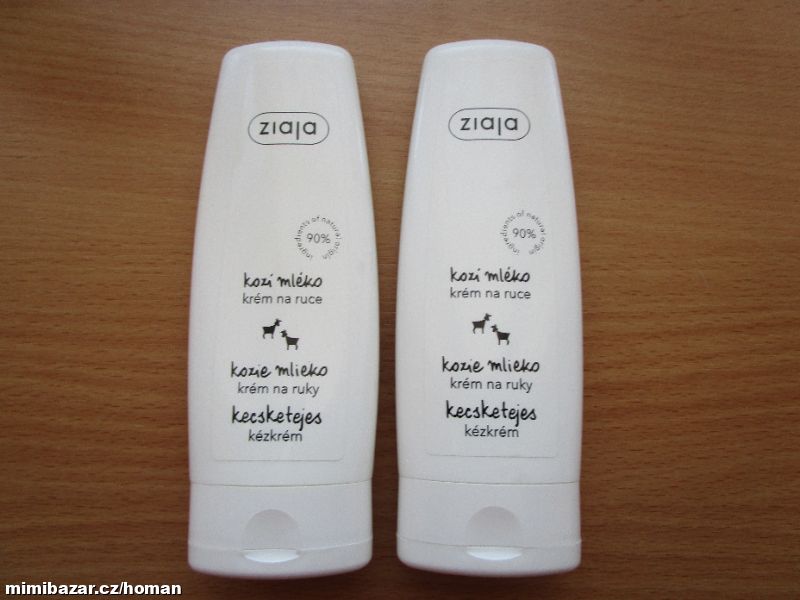 ziaja
90%
ingredients of natural origin
kozí mléko
krém na ruce
kozie mlieko
krém na ruky
kecsketejes
kézkrém
ziaja
90%
ingredients of natural origin
kozí mléko
krém na ruce
kozie mlieko
krém na ruky
kecsketejes
kézkrém
mimibazar.cz/homan